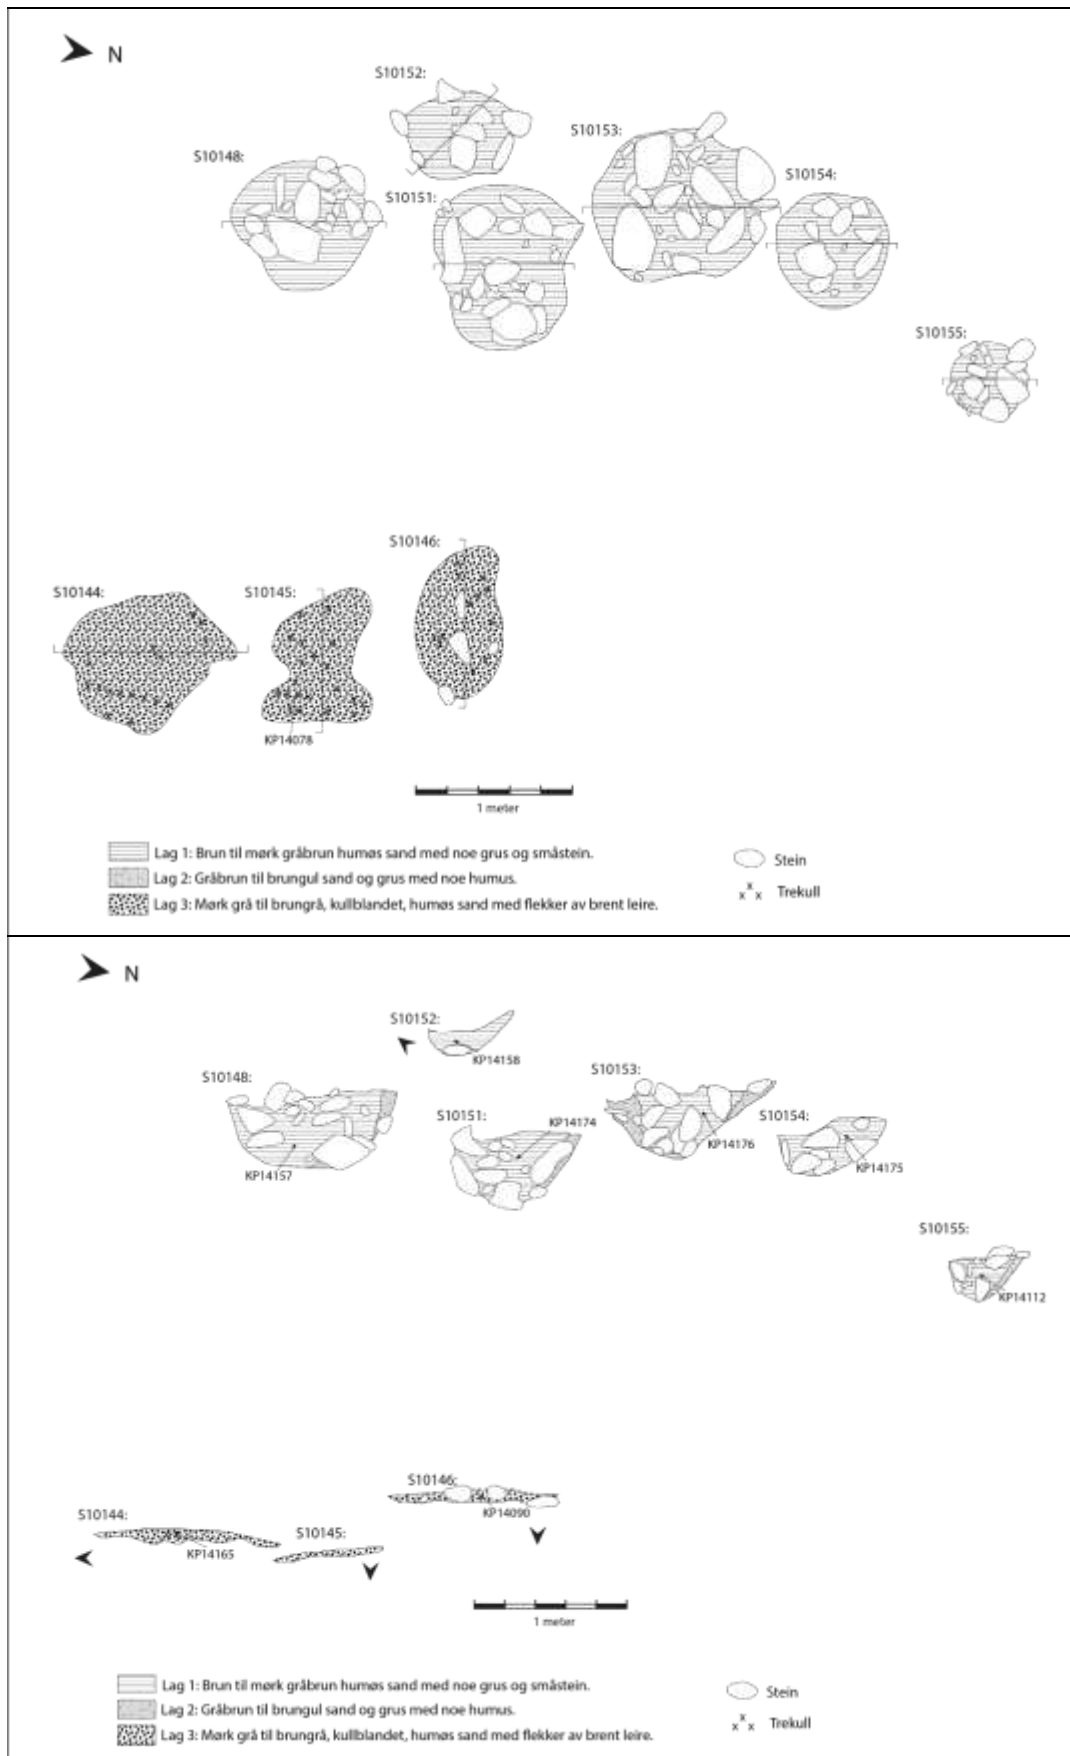 N
S10152:
S10153:
S10148:
S10154:
S10151:
S10155:
S10146:
S10144:
S10145:
KP14078
1 meter
Lag 1: Brun til mørk gråbrun humøs sand med noe grus og småstein.
Stein
Lag 2: Gråbrun til brungul sand og grus med noe humus.
x x x Trekull
Lag 3: Mørk grå til brungrå, kullblandet, humøs sand med flekker av brent leire.
N
S10152:
KP14158
S10153:
S10148:
S10151:
KP14174
S10154:
KP14176
KP14175
KP14157
S10155:
KP14112
S10146:
KP14090
S10144:
S10145:
KP14165
1 meter
Lag 1: Brun til mørk gråbrun humøs sand med noe grus og småstein.
Stein
Lag 2: Gråbrun til brungul sand og grus med noe humus.
x x x Trekull
Lag 3: Mørk grå til brungrå, kullblandet, humøs sand med flekker av brent leire.